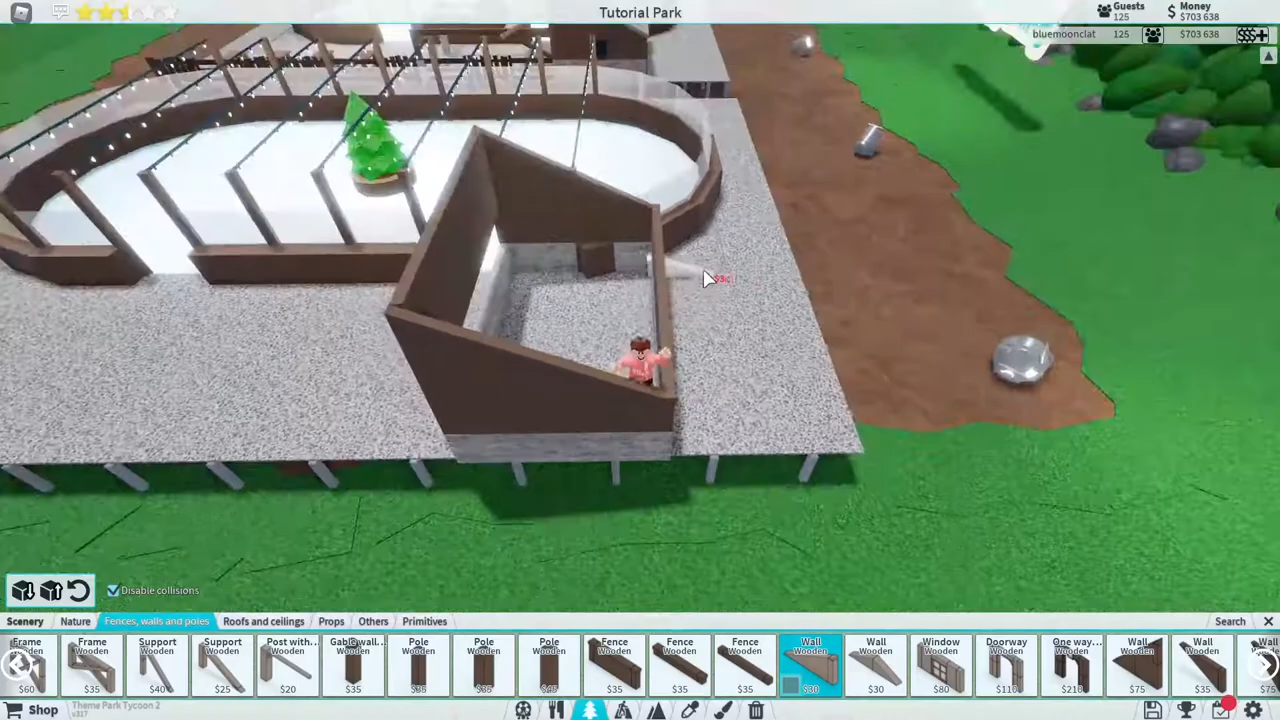 Tutorial Park
Guests
125
Money
$703 638
bluemoonclat 125 $703 638
Disable collisions
Scenery Nature Fences, walls and poles Roofs and ceilings Props Others Primitives Search
Frame Wooden $60
Frame Wooden $35
Support Wooden $40
Support Wooden $25
Post with... Wooden $20
Gable wall... Wooden $35
Pole Wooden
Pole Wooden
Pole Wooden
Fence Wooden $35
Fence Wooden $35
Fence Wooden $35
Wall Wooden $30
Wall Wooden $30
Window Wooden $80
Doorway Wooden $110
One way... Wooden $210
Wall Wooden $75
Wall Wooden $35
Wall Wooden $75
Shop
Theme Park Tycoon 2
v317